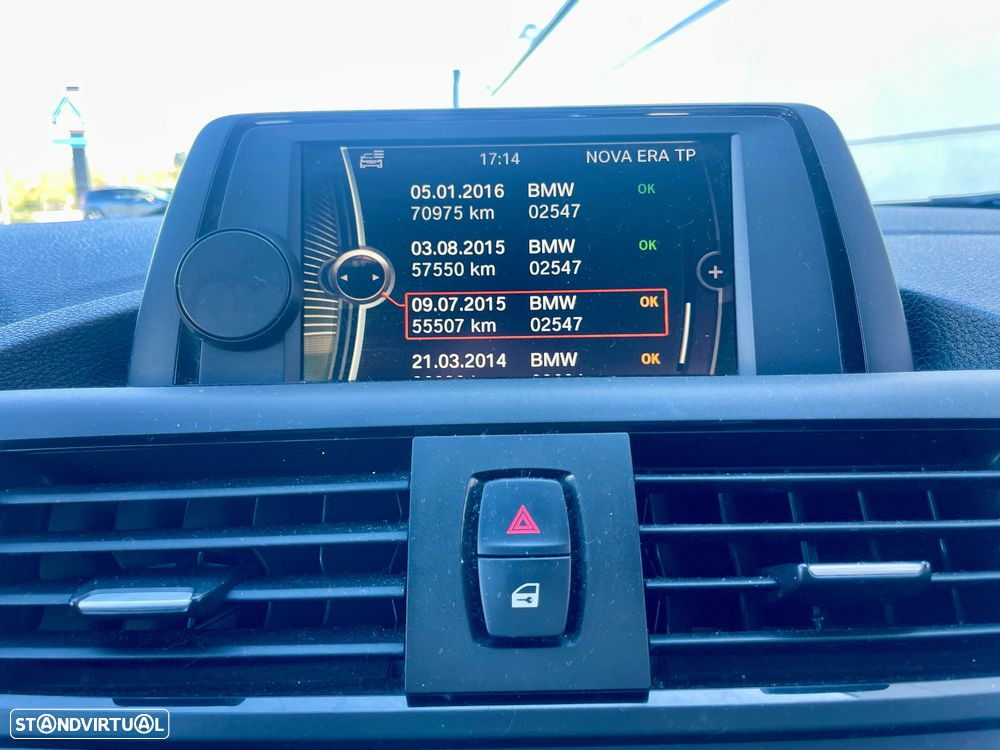 17:14 NOVA ERA TP
05.01.2016 BMW OK
70975 km 02547
03.08.2015 BMW OK
57550 km 02547
09.07.2015 BMW OK
55507 km 02547
21.03.2014 BMW OK
STANDVIRTUAL